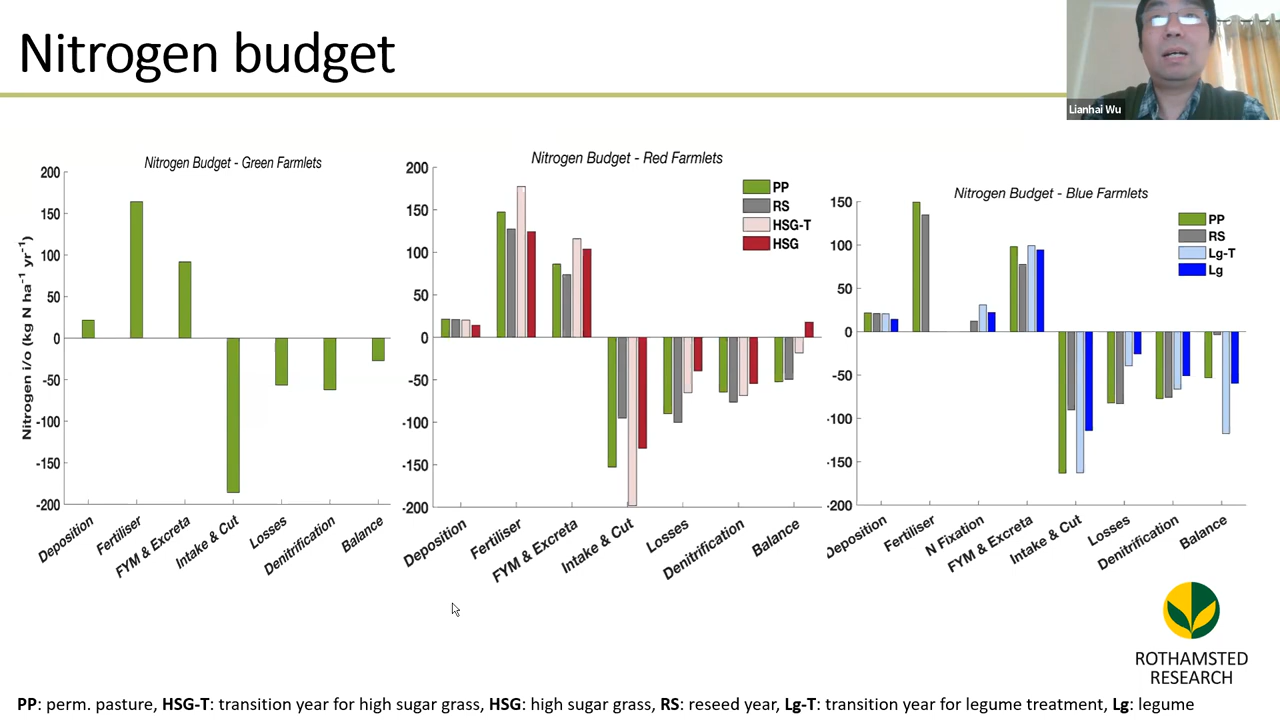 Nitrogen budget
Lianhai Wu
Nitrogen Budget - Green Farmlets
Nitrogen i/o (kg N ha⁻¹ yr⁻¹)
200
150
100
50
0
-50
-100
-150
-200
Deposition
Fertiliser
FYM & Excreta
Intake & Cut
Losses
Denitrification
Balance
Nitrogen Budget - Red Farmlets
PP
RS
HSG-T
HSG
200
150
100
50
0
-50
-100
-150
-200
Deposition
Fertiliser
FYM & Excreta
Intake & Cut
Losses
Denitrification
Balance
Nitrogen Budget - Blue Farmlets
PP
RS
Lg-T
Lg
150
100
50
0
-50
-100
-150
-200
Deposition
Fertiliser
N Fixation
FYM & Excreta
Intake & Cut
Losses
Denitrification
Balance
ROTHAMSTED
RESEARCH
PP: perm. pasture, HSG-T: transition year for high sugar grass, HSG: high sugar grass, RS: reseed year, Lg-T: transition year for legume treatment, Lg: legume